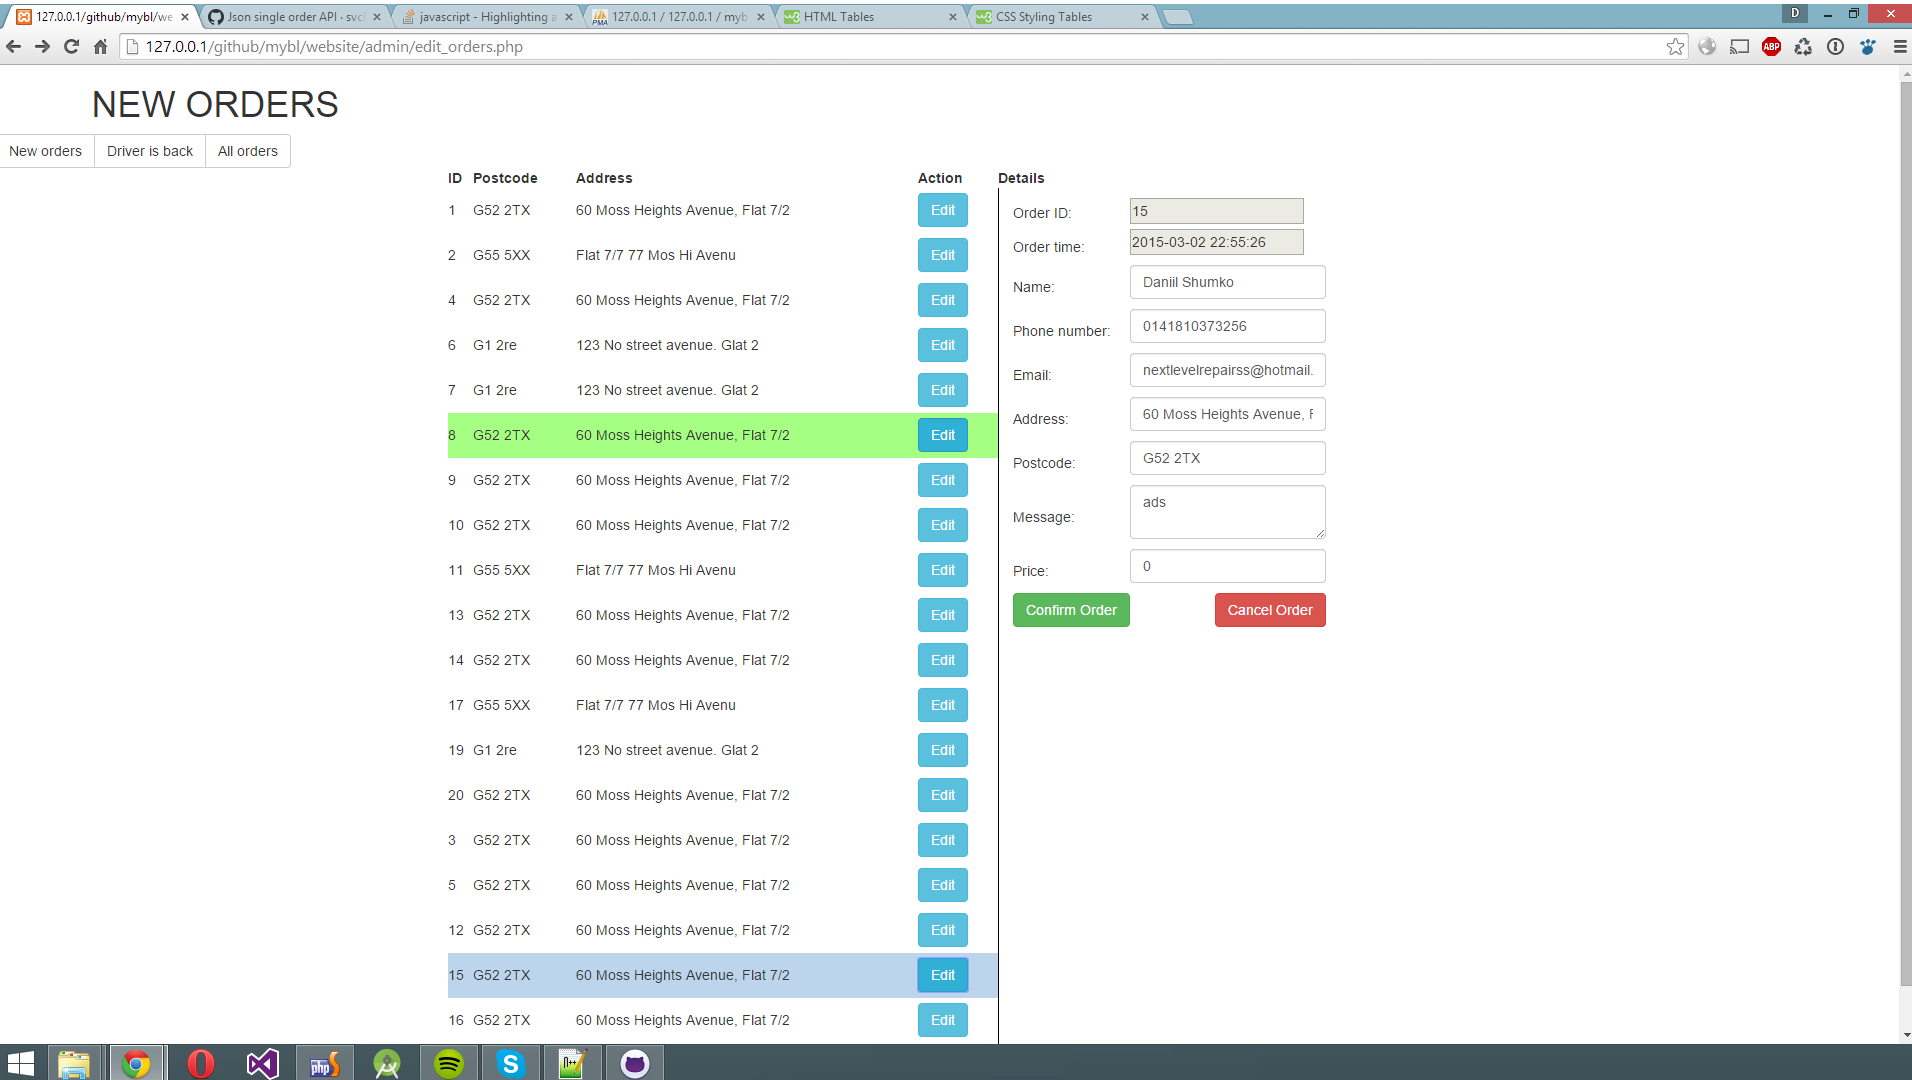 127.0.0.1/github/mybl/we
Json single order API · svc
javascript - Highlighting a
127.0.0.1 / 127.0.0.1 / myb
HTML Tables
CSS Styling Tables
D
127.0.0.1/github/mybl/website/admin/edit_orders.php
ABP
NEW ORDERS
New orders
Driver is back
All orders
ID Postcode Address Action Details
1 G52 2TX 60 Moss Heights Avenue, Flat 7/2 Edit
2 G55 5XX Flat 7/7 77 Mos Hi Avenu Edit
4 G52 2TX 60 Moss Heights Avenue, Flat 7/2 Edit
6 G1 2re 123 No street avenue. Glat 2 Edit
7 G1 2re 123 No street avenue. Glat 2 Edit
8 G52 2TX 60 Moss Heights Avenue, Flat 7/2 Edit
9 G52 2TX 60 Moss Heights Avenue, Flat 7/2 Edit
10 G52 2TX 60 Moss Heights Avenue, Flat 7/2 Edit
11 G55 5XX Flat 7/7 77 Mos Hi Avenu Edit
13 G52 2TX 60 Moss Heights Avenue, Flat 7/2 Edit
14 G52 2TX 60 Moss Heights Avenue, Flat 7/2 Edit
17 G55 5XX Flat 7/7 77 Mos Hi Avenu Edit
19 G1 2re 123 No street avenue. Glat 2 Edit
20 G52 2TX 60 Moss Heights Avenue, Flat 7/2 Edit
3 G52 2TX 60 Moss Heights Avenue, Flat 7/2 Edit
5 G52 2TX 60 Moss Heights Avenue, Flat 7/2 Edit
12 G52 2TX 60 Moss Heights Avenue, Flat 7/2 Edit
15 G52 2TX 60 Moss Heights Avenue, Flat 7/2 Edit
16 G52 2TX 60 Moss Heights Avenue, Flat 7/2 Edit
Order ID: 15
Order time: 2015-03-02 22:55:26
Name: Daniil Shumko
Phone number: 0141810373256
Email: nextlevelrepairss@hotmail.
Address: 60 Moss Heights Avenue, F
Postcode: G52 2TX
Message: ads
Price: 0
Confirm Order
Cancel Order